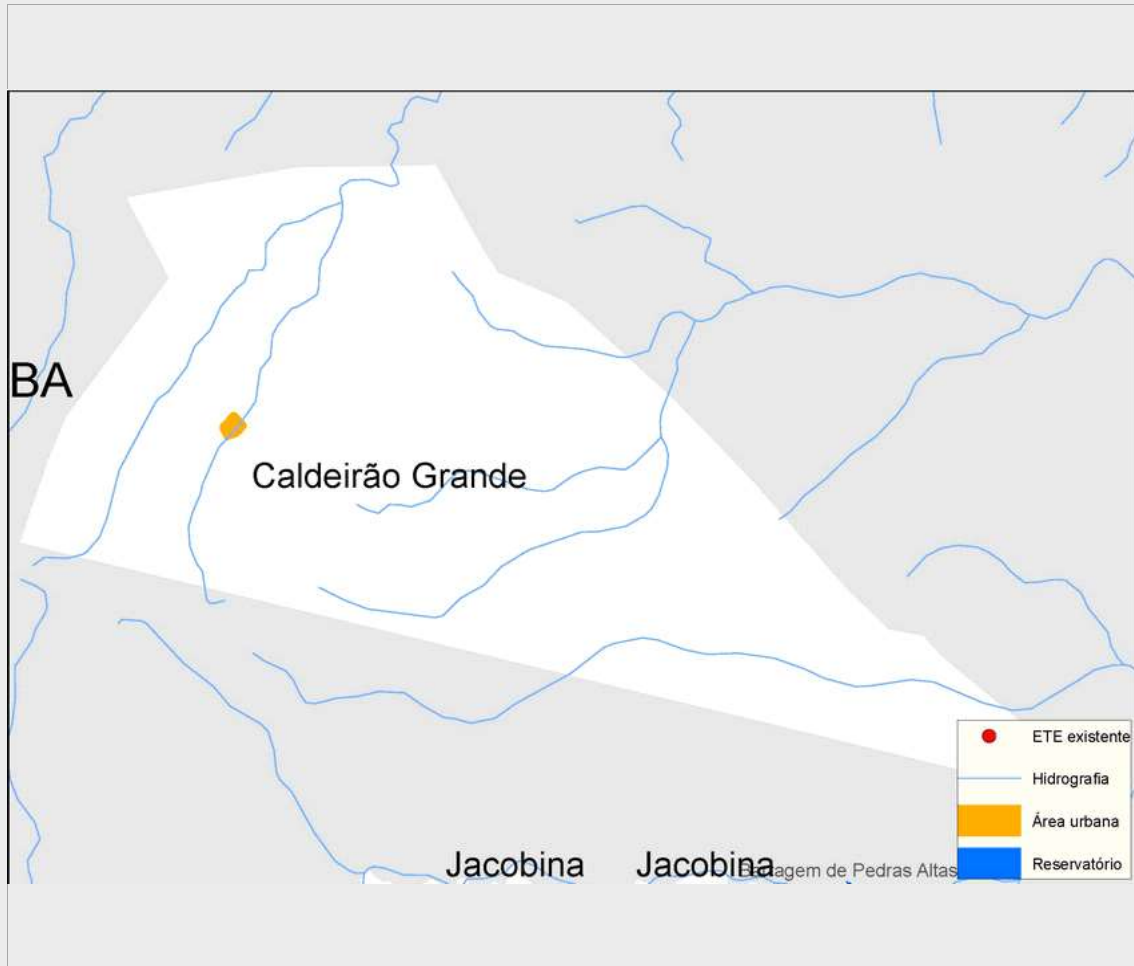 BA
Caldeirão Grande
ETE existente
Hidrografia
Área urbana
Reservatório
Jacobina
Jacobina
Barragem de Pedras Altas